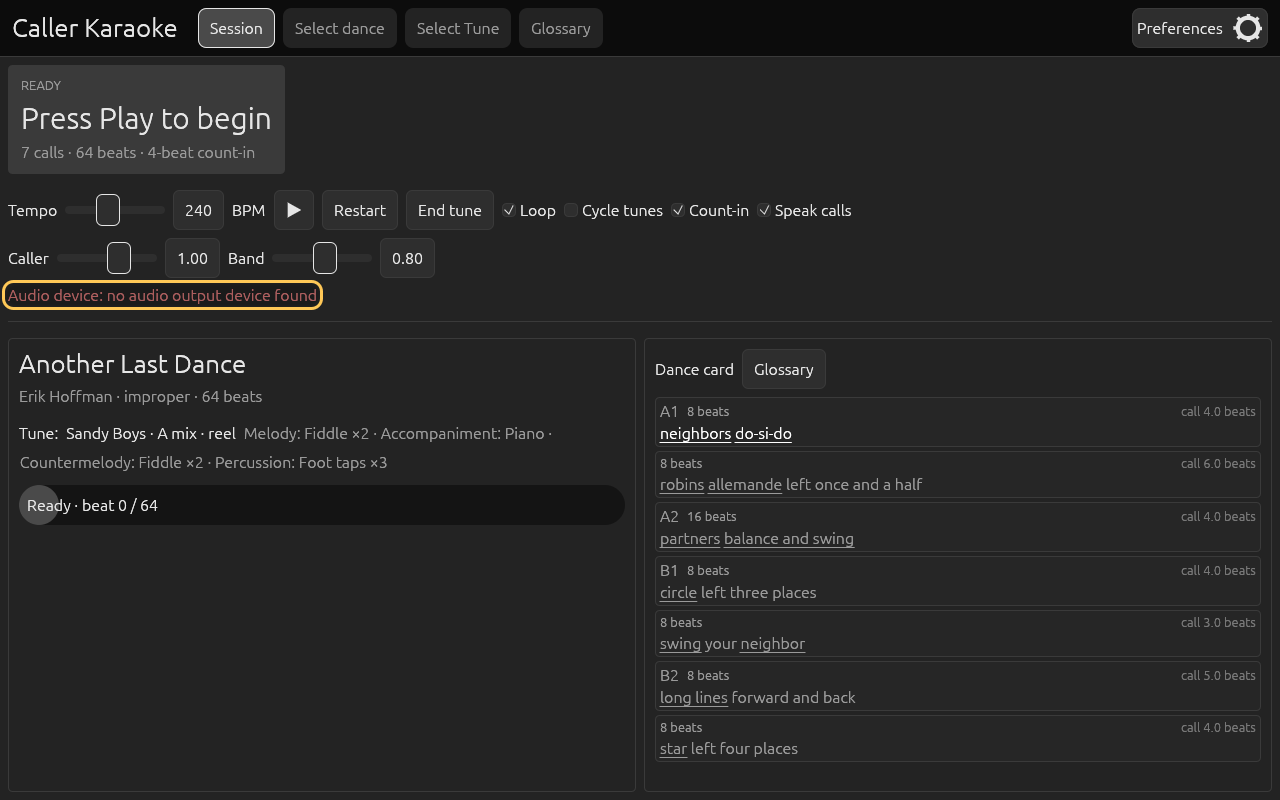 Caller Karaoke Session Select dance Select Tune Glossary Preferences
READY
Press Play to begin
7 calls · 64 beats · 4-beat count-in
Tempo 240 BPM Restart End tune Loop Cycle tunes Count-in Speak calls
Caller 1.00 Band 0.80
Audio device: no audio output device found
Another Last Dance
Erik Hoffman · improper · 64 beats
Tune: Sandy Boys · A mix · reel Melody: Fiddle ×2 · Accompaniment: Piano ·
Countermelody: Fiddle ×2 · Percussion: Foot taps ×3
Ready · beat 0 / 64
Dance card Glossary
A1 8 beats call 4.0 beats
neighbors do-si-do
8 beats call 6.0 beats
robins allemande left once and a half
A2 16 beats call 4.0 beats
partners balance and swing
B1 8 beats call 4.0 beats
circle left three places
8 beats call 3.0 beats
swing your neighbor
B2 8 beats call 5.0 beats
long lines forward and back
8 beats call 4.0 beats
star left four places